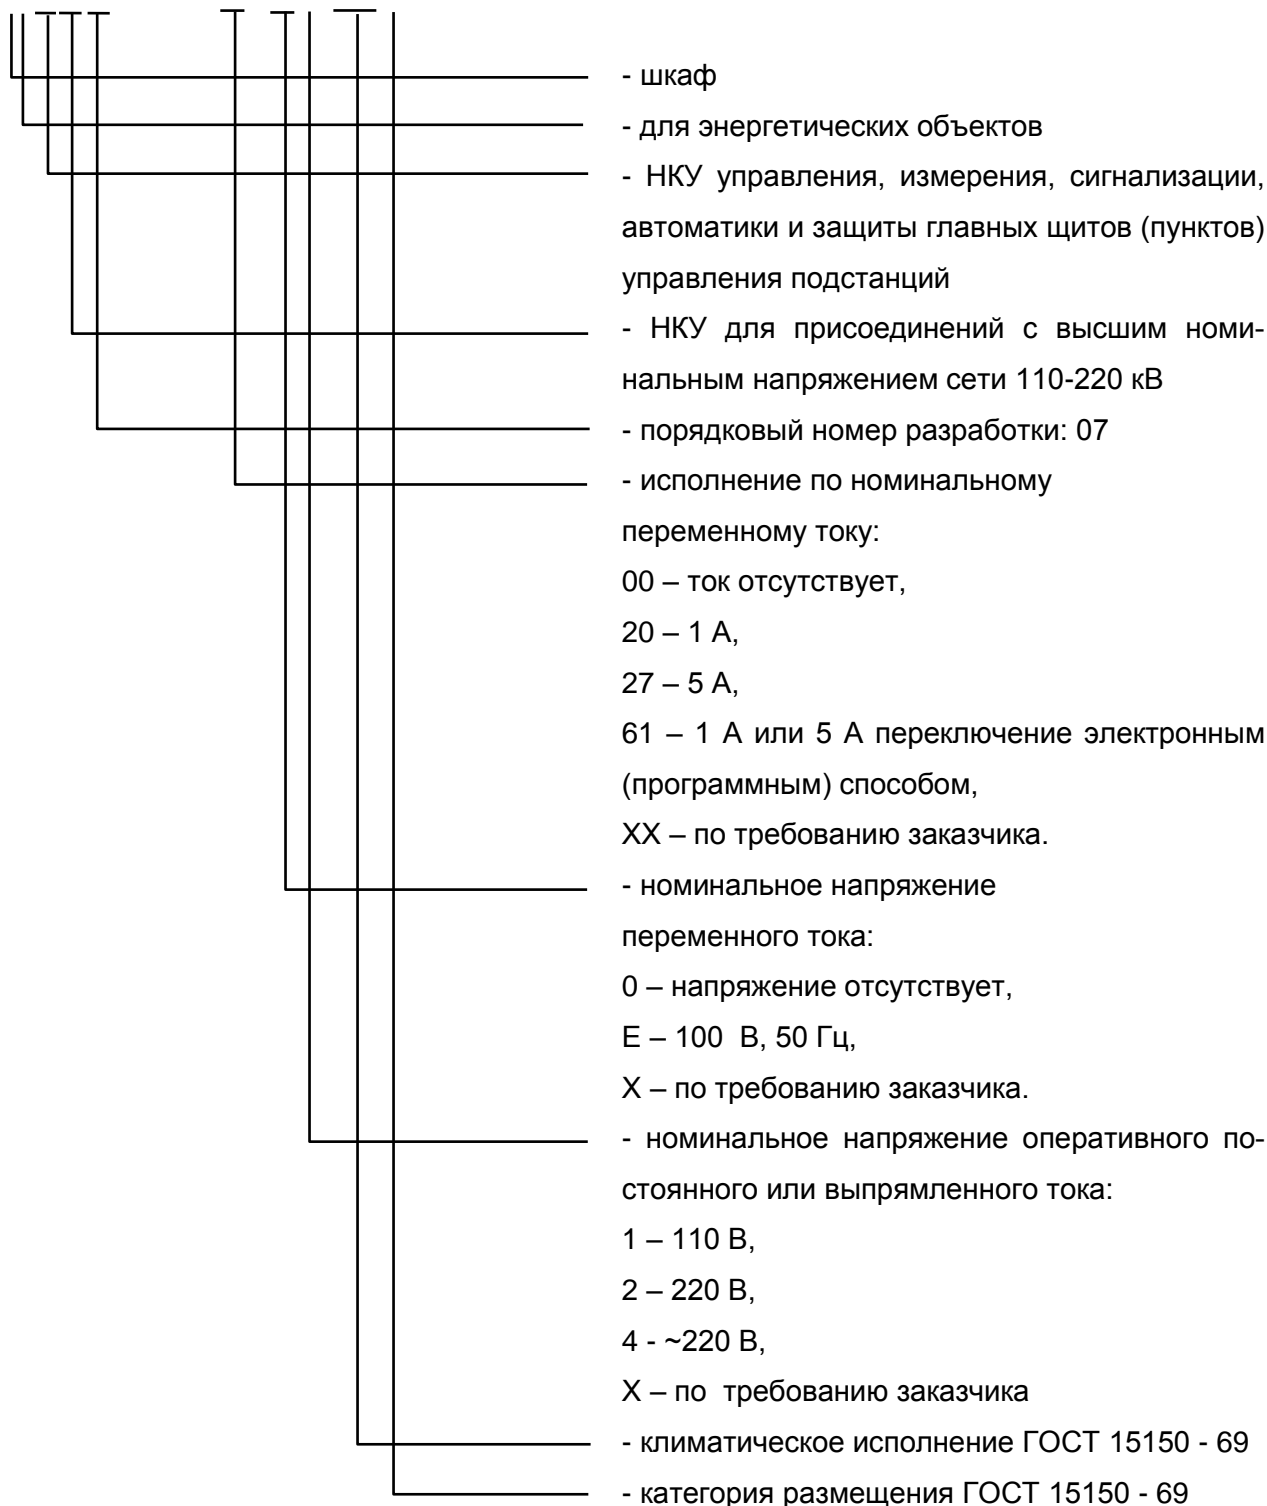 - шкаф
- для энергетических объектов
- НКУ управления, измерения, сигнализации,
автоматики и защиты главных щитов (пунктов)
управления подстанций
- НКУ для присоединений с высшим номи-
нальным напряжением сети 110-220 кВ
- порядковый номер разработки: 07
- исполнение по номинальному
переменному току:
00 – ток отсутствует,
20 – 1 А,
27 – 5 А,
61 – 1 А или 5 А переключение электронным
(программным) способом,
ХХ – по требованию заказчика.
- номинальное напряжение
переменного тока:
0 – напряжение отсутствует,
Е – 100  В, 50 Гц,
Х – по требованию заказчика.
- номинальное напряжение оперативного по-
стоянного или выпрямленного тока:
1 – 110 В,
2 – 220 В,
4 - ~220 В,
Х – по  требованию заказчика
- климатическое исполнение ГОСТ 15150 - 69
- категория размещения ГОСТ 15150 - 69